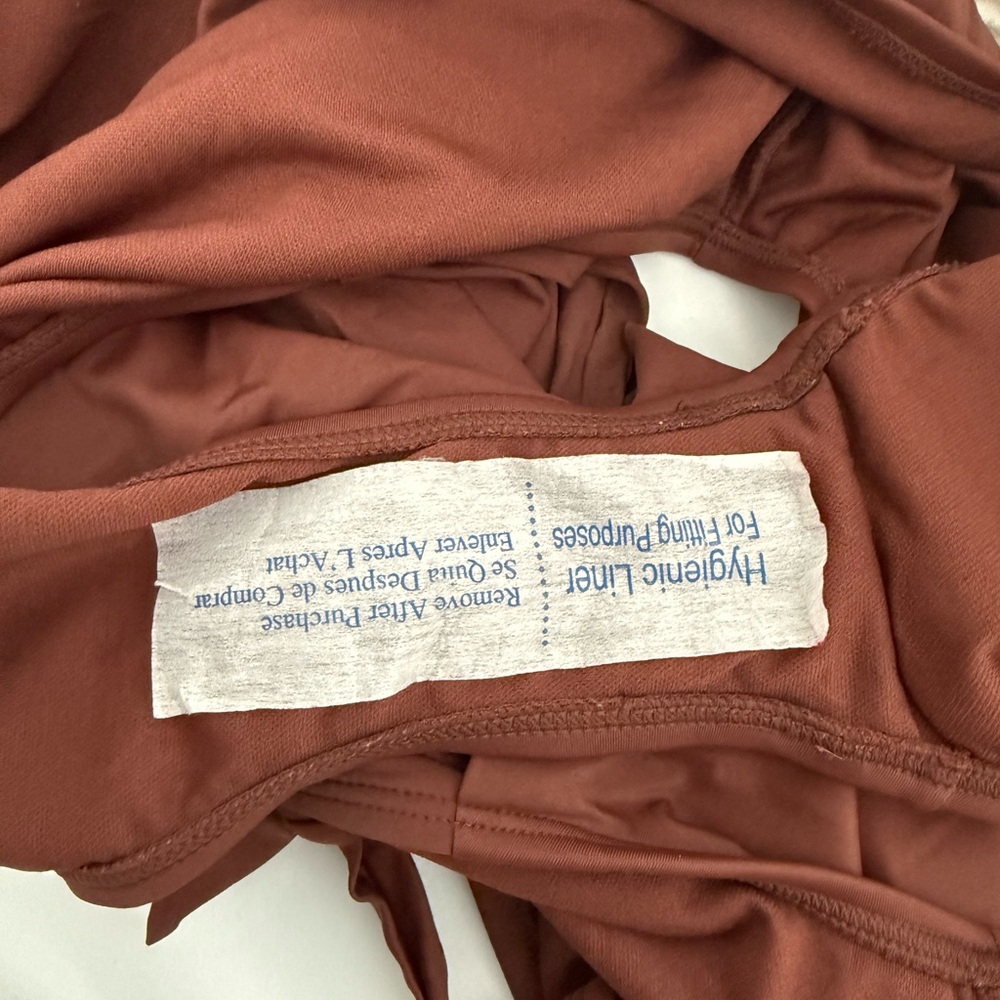 Hygienic Liner
For Fitting Purposes
Remove After Purchase
Se Quita Despues de Comprar
Enlever Apres L'Achat